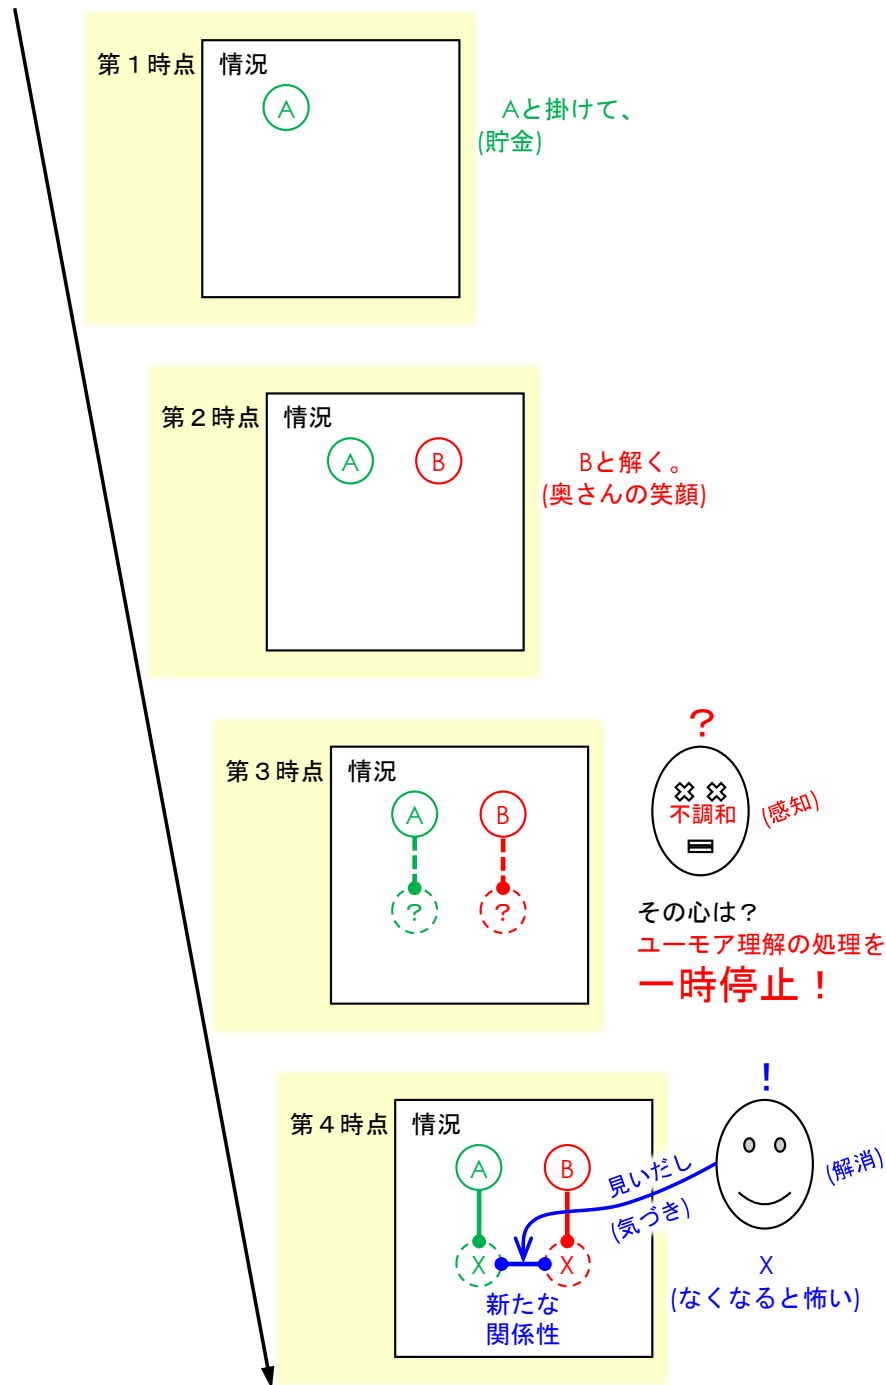 第１時点
情況
A
Aと掛けて、
(貯金)
第２時点
情況
A
B
Bと解く。
(奥さんの笑顔)
第３時点
情況
A
B
?
?
？
不調和
(感知)
その心は？
ユーモア理解の処理を
一時停止！
第４時点
情況
A
B
X
X
見いだし
(気づき)
新たな
関係性
！
(解消)
X
(なくなると怖い)